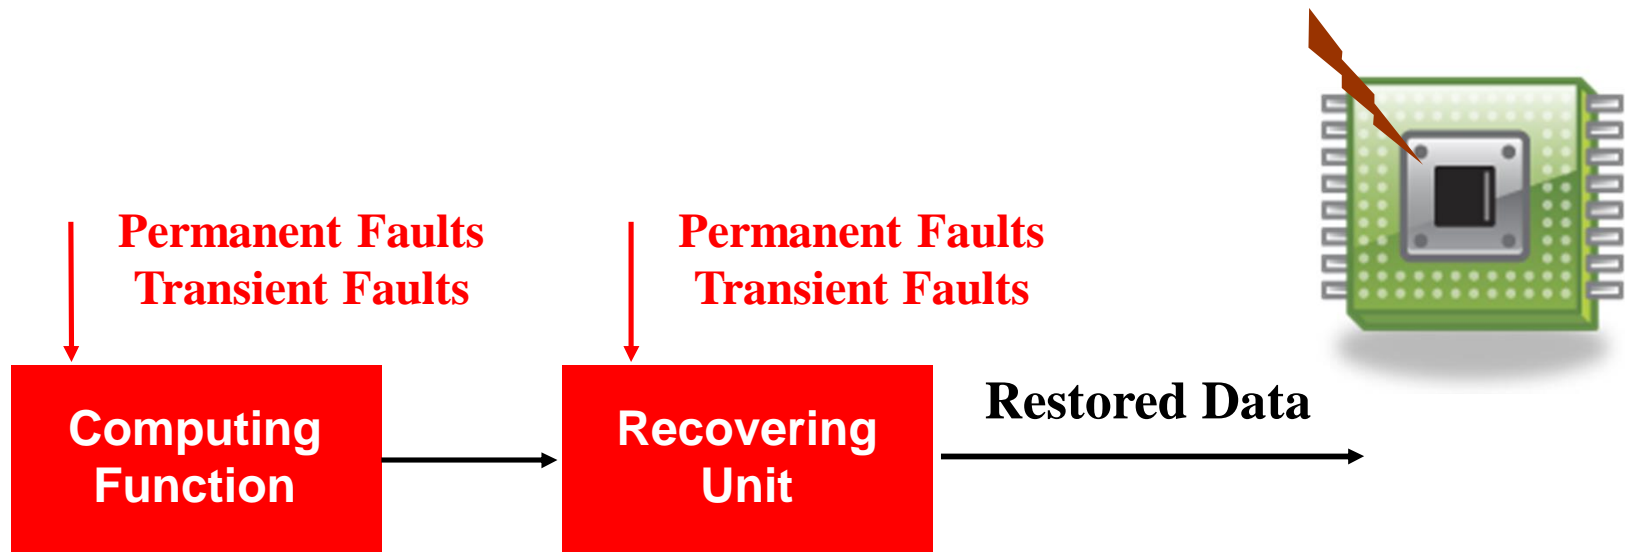 Permanent Faults
Transient Faults
Permanent Faults
Transient Faults
Computing
Function
Recovering
Unit
Restored Data